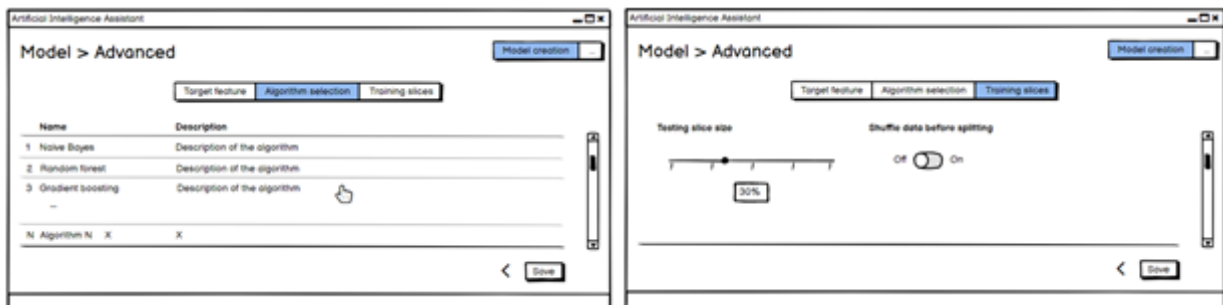 Artificial Intelligence Assistant
Model > Advanced
Model creation ...
Target feature Algorithm selection Training slices
Name Description
1 Naive Bayes Description of the algorithm
2 Random forest Description of the algorithm
3 Gradient boosting Description of the algorithm
...
N Algorithm N X X
< Save
Artificial Intelligence Assistant
Model > Advanced
Model creation ...
Target feature Algorithm selection Training slices
Testing slice size Shuffle data before splitting
Off On
30%
< Save